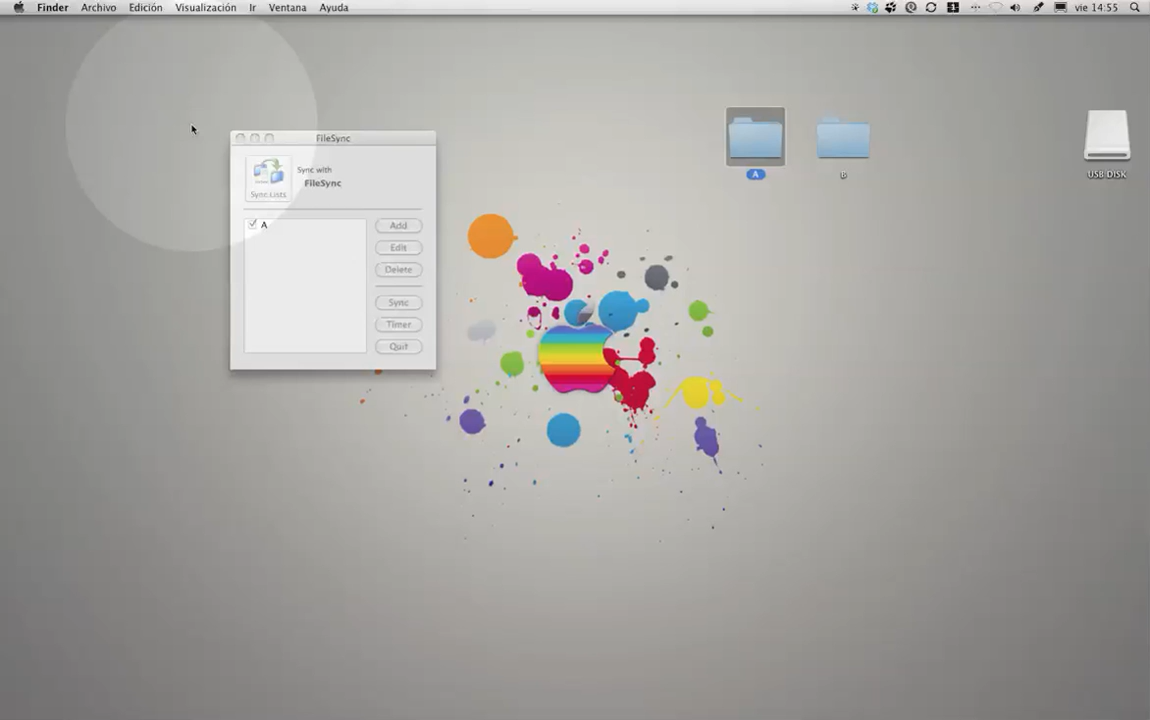 Finder Archivo Edición Visualización Ir Ventana Ayuda vie 14:55
FileSync
Sync with
FileSync
Sync Lists
A
Add
Edit
Delete
Sync
Timer
Quit
A
B
USB DISK